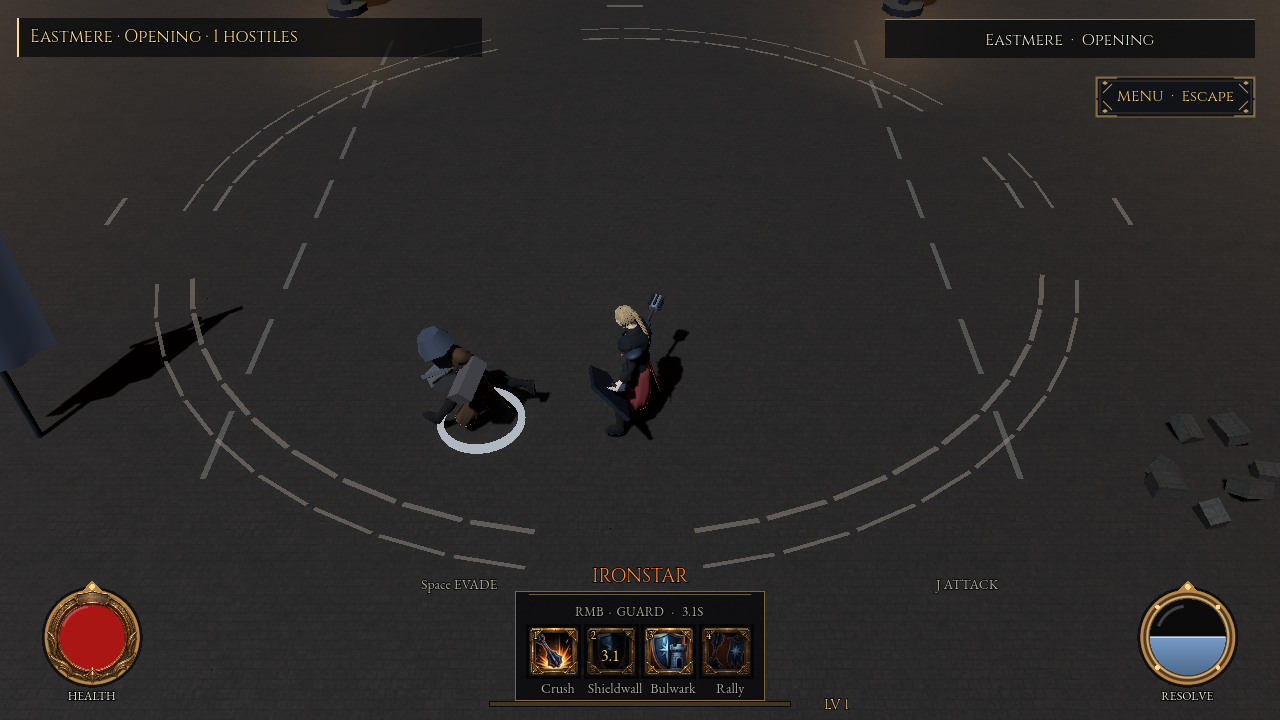 Eastmere · Opening · 1 hostiles
Eastmere · Opening
MENU · Escape
IRONSTAR
Space EVADE
J ATTACK
RMB · GUARD · 3.1S
1
2
3.1
3
4
Crush
Shieldwall
Bulwark
Rally
HEALTH
RESOLVE
LV 1